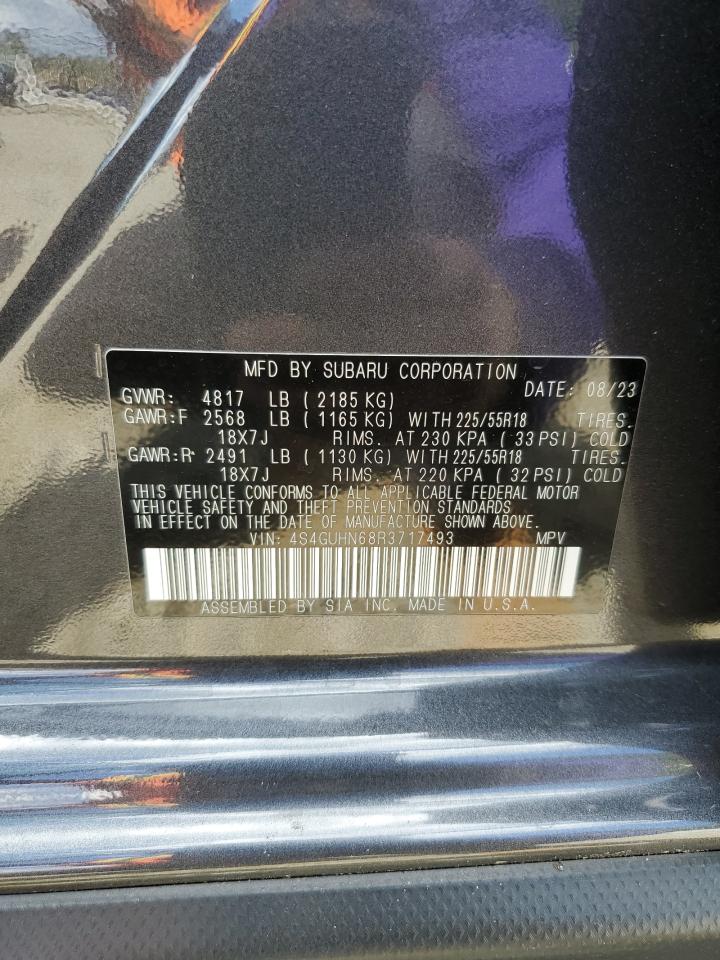 MFD BY SUBARU CORPORATION
GVWR: 4817 LB (2185 KG) DATE: 08/23
GAWR:F 2568 LB (1165 KG) WITH 225/55R18 TIRES.
18X7J RIMS. AT 230 KPA (33 PSI) COLD
GAWR:R 2491 LB (1130 KG) WITH 225/55R18 TIRES.
18X7J RIMS. AT 220 KPA (32 PSI) COLD
THIS VEHICLE CONFORMS TO ALL APPLICABLE FEDERAL MOTOR
VEHICLE SAFETY AND THEFT PREVENTION STANDARDS
IN EFFECT ON THE DATE OF MANUFACTURE SHOWN ABOVE.
VIN: 4S4GUHN68R3717493 MPV
ASSEMBLED BY SIA INC. MADE IN U.S.A.